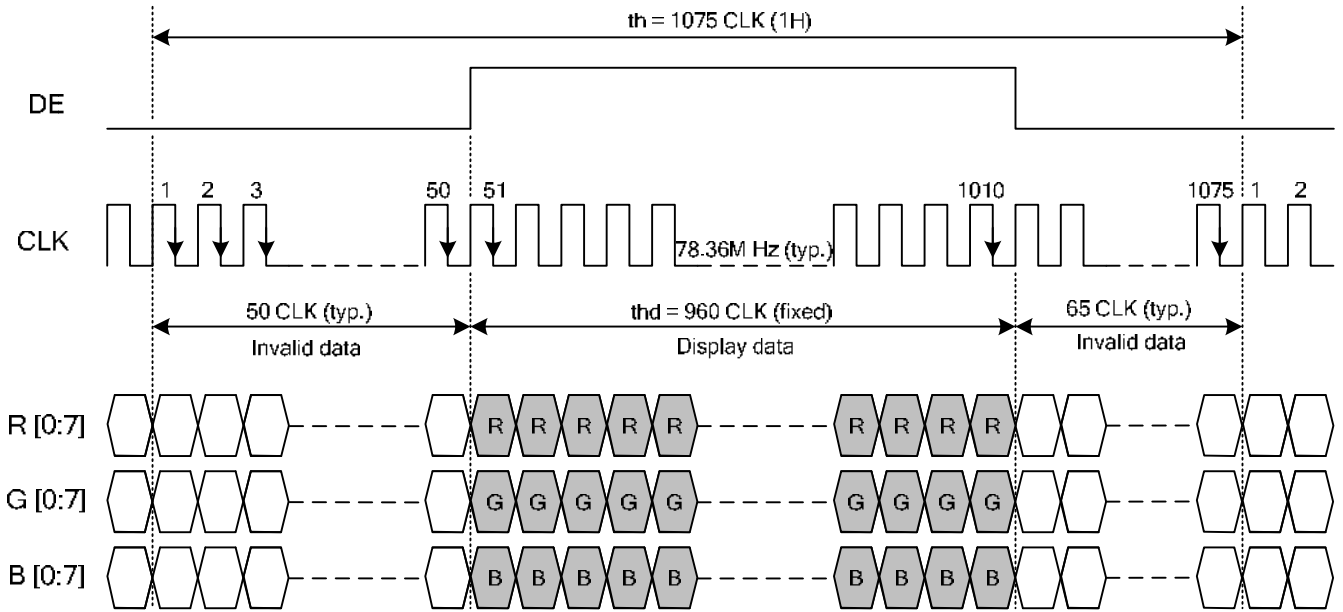 th = 1075 CLK (1H)
DE
1 2 3 50 51 1010 1075 1 2
CLK
78.36M Hz (typ.)
50 CLK (typ.) thd = 960 CLK (fixed) 65 CLK (typ.)
Invalid data Display data Invalid data
R [0:7] R R R R R R R R R
G [0:7] G G G G G G G G G
B [0:7] B B B B B B B B B